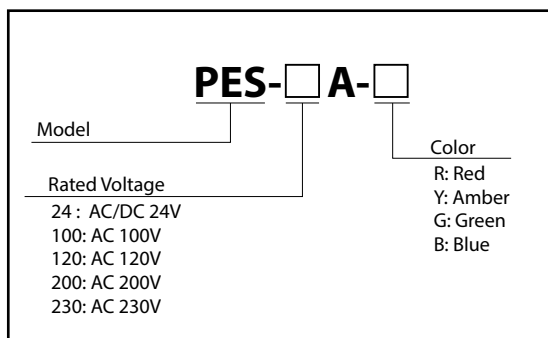 PES-□ A-□
Model
Rated Voltage
24 : AC/DC 24V
100: AC 100V
120: AC 120V
200: AC 200V
230: AC 230V
Color
R: Red
Y: Amber
G: Green
B: Blue